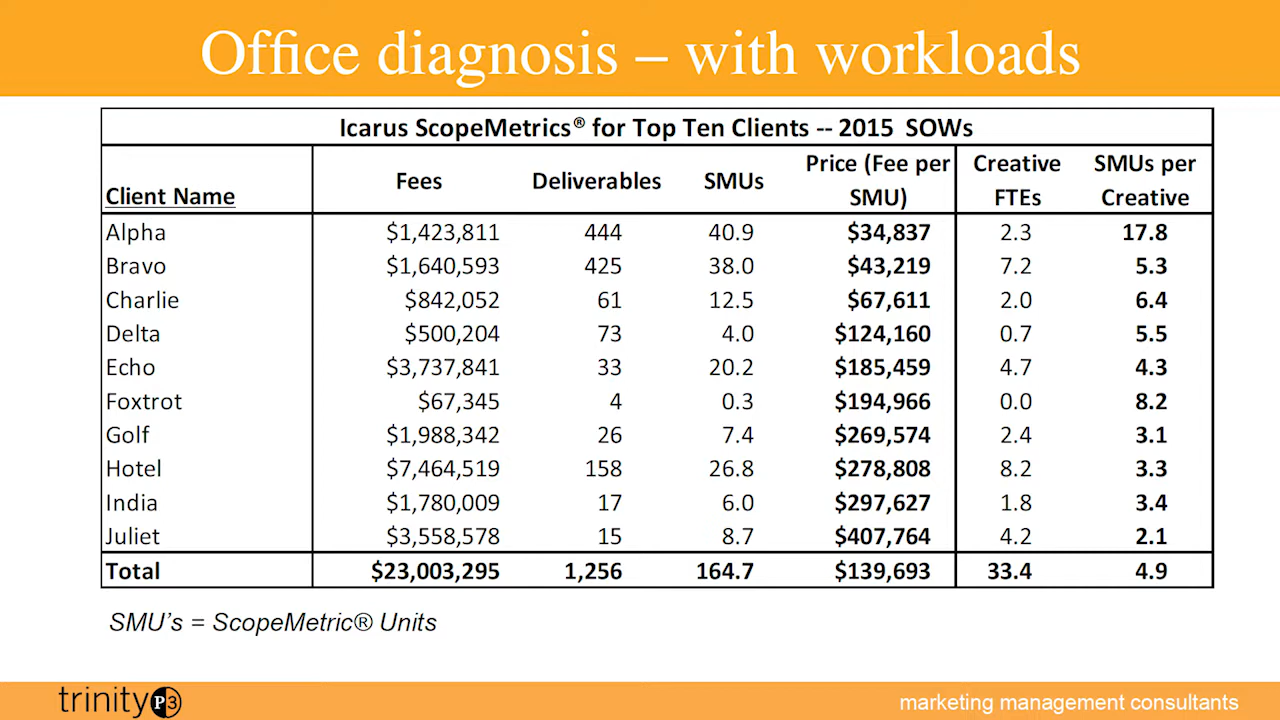 Office diagnosis – with workloads
Icarus ScopeMetrics® for Top Ten Clients -- 2015 SOWs
Client Name Fees Deliverables SMUs Price (Fee per SMU) Creative FTEs SMUs per Creative
Alpha $1,423,811 444 40.9 $34,837 2.3 17.8
Bravo $1,640,593 425 38.0 $43,219 7.2 5.3
Charlie $842,052 61 12.5 $67,611 2.0 6.4
Delta $500,204 73 4.0 $124,160 0.7 5.5
Echo $3,737,841 33 20.2 $185,459 4.7 4.3
Foxtrot $67,345 4 0.3 $194,966 0.0 8.2
Golf $1,988,342 26 7.4 $269,574 2.4 3.1
Hotel $7,464,519 158 26.8 $278,808 8.2 3.3
India $1,780,009 17 6.0 $297,627 1.8 3.4
Juliet $3,558,578 15 8.7 $407,764 4.2 2.1
Total $23,003,295 1,256 164.7 $139,693 33.4 4.9
SMU's = ScopeMetric® Units
trinity P3
marketing management consultants